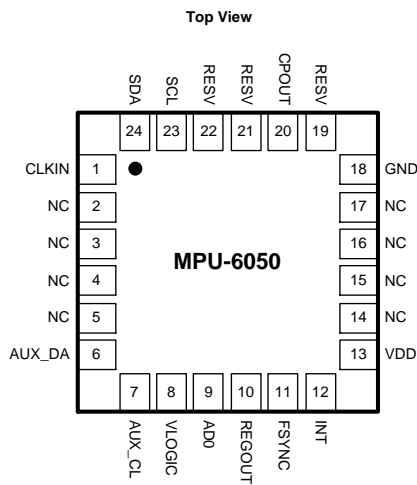 Top View
SDA
SCL
RESV
RESV
CPOUT
RESV
24
23
22
21
20
19
CLKIN 1
18 GND
NC 2
17 NC
NC 3
16 NC
MPU-6050
NC 4
15 NC
NC 5
14 NC
AUX_DA 6
13 VDD
7
8
9
10
11
12
AUX_CL
VLOGIC
AD0
REGOUT
FSYNC
INT